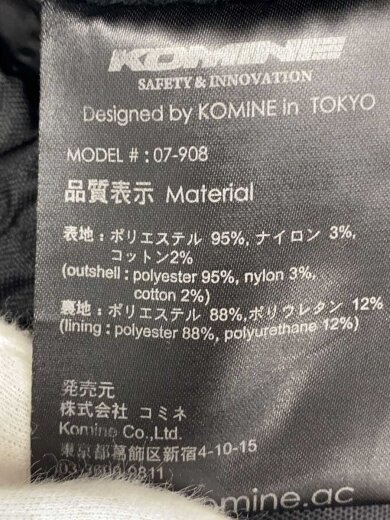 KOMINE
SAFETY & INNOVATION
Designed by KOMINE in TOKYO
MODEL # : 07-908
品質表示 Material
表地 : ポリエステル 95%, ナイロン 3%,
コットン2%
(outshell : polyester 95%, nylon 3%,
cotton 2%)
裏地 : ポリエステル 88%,ポリウレタン 12%
(lining : polyester 88%, polyurethane 12%)
発売元
株式会社 コミネ
Komine Co.,Ltd.
東京都葛飾区新宿4-10-15
omine.ac